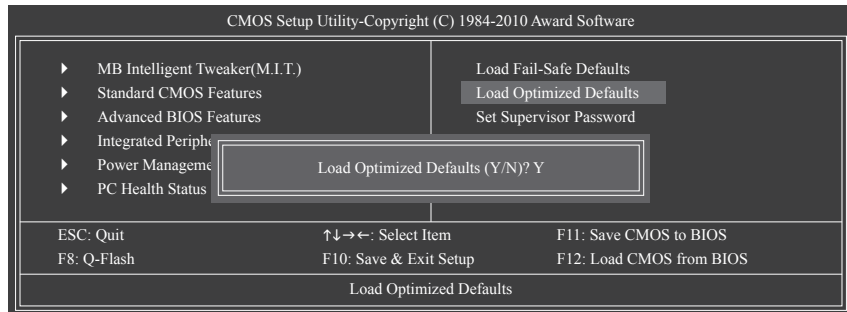 CMOS Setup Utility-Copyright (C) 1984-2010 Award Software
▶ MB Intelligent Tweaker(M.I.T.)
▶ Standard CMOS Features
▶ Advanced BIOS Features
▶ Integrated Periphe
▶ Power Manageme
▶ PC Health Status
Load Fail-Safe Defaults
Load Optimized Defaults
Set Supervisor Password
Load Optimized Defaults (Y/N)? Y
ESC: Quit ↑↓→←: Select Item F11: Save CMOS to BIOS
F8: Q-Flash F10: Save & Exit Setup F12: Load CMOS from BIOS
Load Optimized Defaults